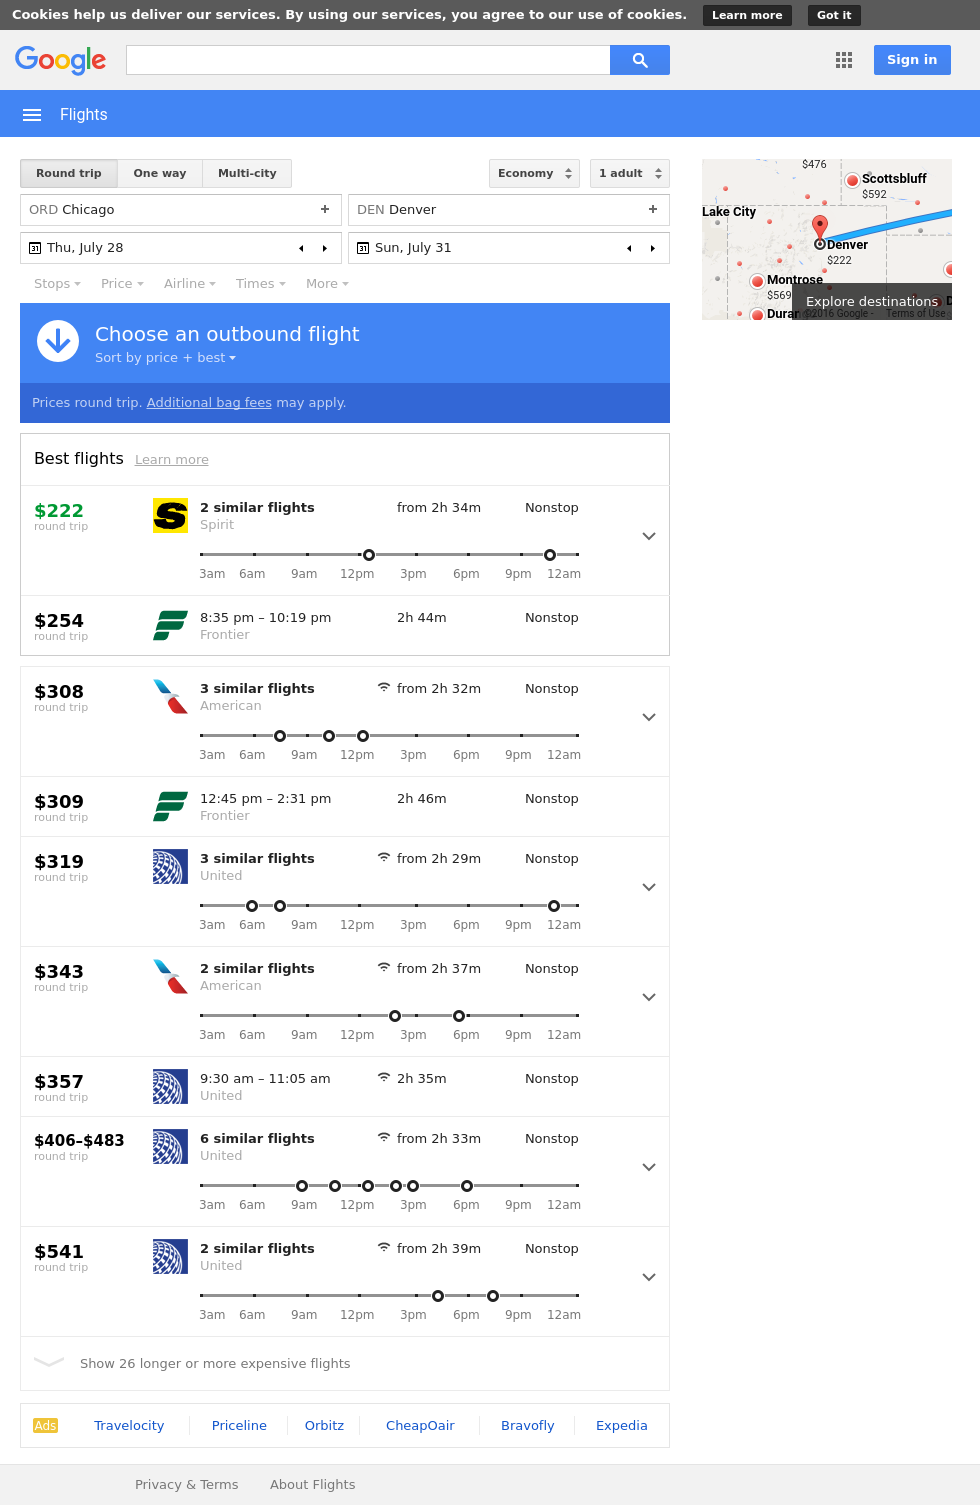 Cookies help us deliver our services. By using our services, you agree to our use of cookies. Learn more Got it
Google Sign in
Flights
Round trip One way Multi-city Economy 1 adult
ORD Chicago + DEN Denver +
31 Thu, July 28 31 Sun, July 31
Stops Price Airline Times More
Choose an outbound flight
Sort by price + best
Prices round trip. Additional bag fees may apply.
$476
Scottsbluff
$592
Lake City
Denver
$222
Montrose
$569
Explore destinations
Duran ©2016 Google - Terms of Use
Best flights Learn more
$222 2 similar flights from 2h 34m Nonstop
round trip Spirit
3am 6am 9am 12pm 3pm 6pm 9pm 12am
$254 8:35 pm – 10:19 pm 2h 44m Nonstop
round trip Frontier
$308 3 similar flights from 2h 32m Nonstop
round trip American
3am 6am 9am 12pm 3pm 6pm 9pm 12am
$309 12:45 pm – 2:31 pm 2h 46m Nonstop
round trip Frontier
$319 3 similar flights from 2h 29m Nonstop
round trip United
3am 6am 9am 12pm 3pm 6pm 9pm 12am
$343 2 similar flights from 2h 37m Nonstop
round trip American
3am 6am 9am 12pm 3pm 6pm 9pm 12am
$357 9:30 am – 11:05 am 2h 35m Nonstop
round trip United
$406–$483 6 similar flights from 2h 33m Nonstop
round trip United
3am 6am 9am 12pm 3pm 6pm 9pm 12am
$541 2 similar flights from 2h 39m Nonstop
round trip United
3am 6am 9am 12pm 3pm 6pm 9pm 12am
Show 26 longer or more expensive flights
Ads Travelocity Priceline Orbitz CheapOair Bravofly Expedia
Privacy & Terms About Flights